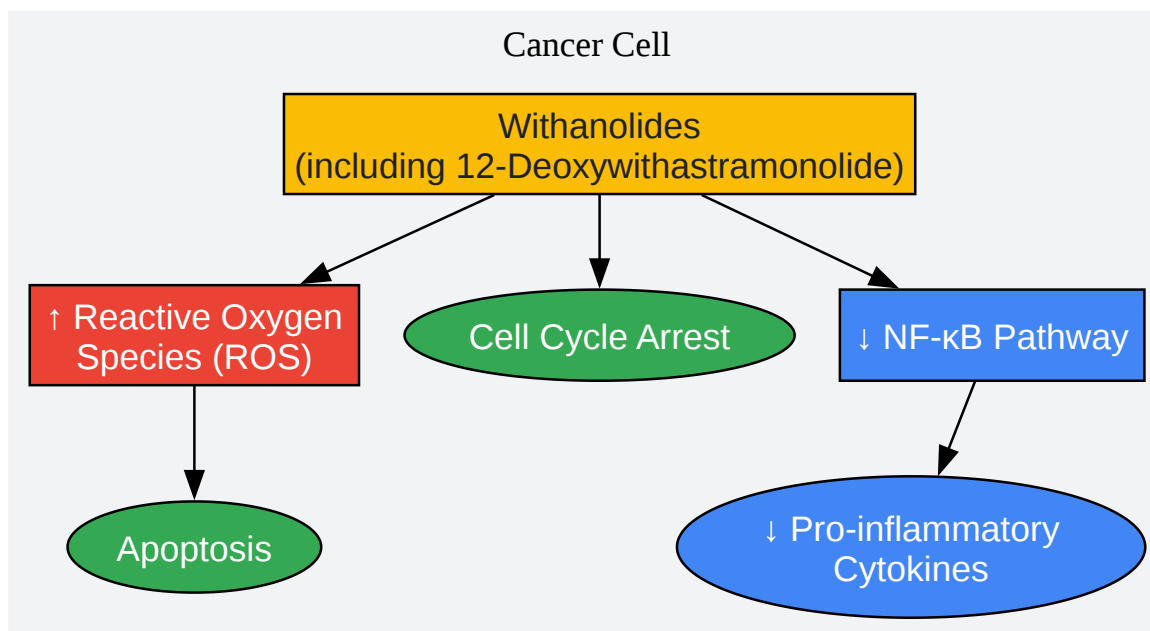 Cancer Cell
Withanolides
(including 12-Deoxywithastramonolide)
↑ Reactive Oxygen
Species (ROS)
Cell Cycle Arrest
↓ NF-κB Pathway
Apoptosis
↓ Pro-inflammatory
Cytokines